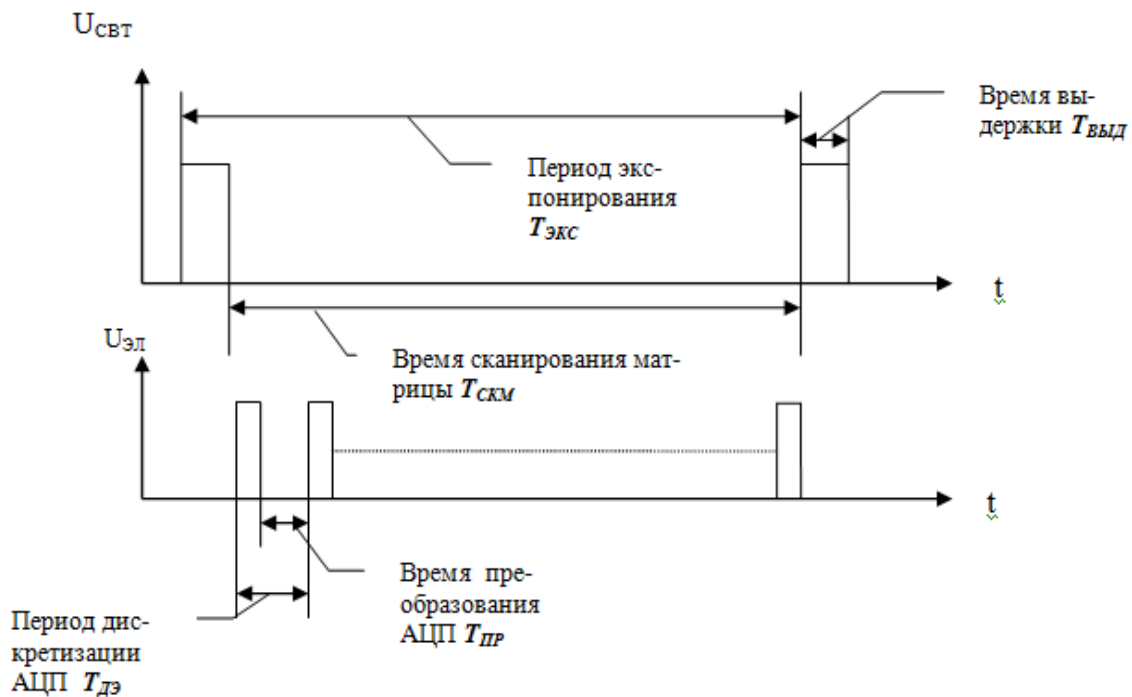 UСВТ
Время вы-
держки TВЫД
Период экс-
понирования
TЭКС
t
UЭЛ
Время сканирования мат-
рицы TСКМ
t
Время пре-
образования
АЦП TПР
Период дис-
кретизации
АЦП TДЭ